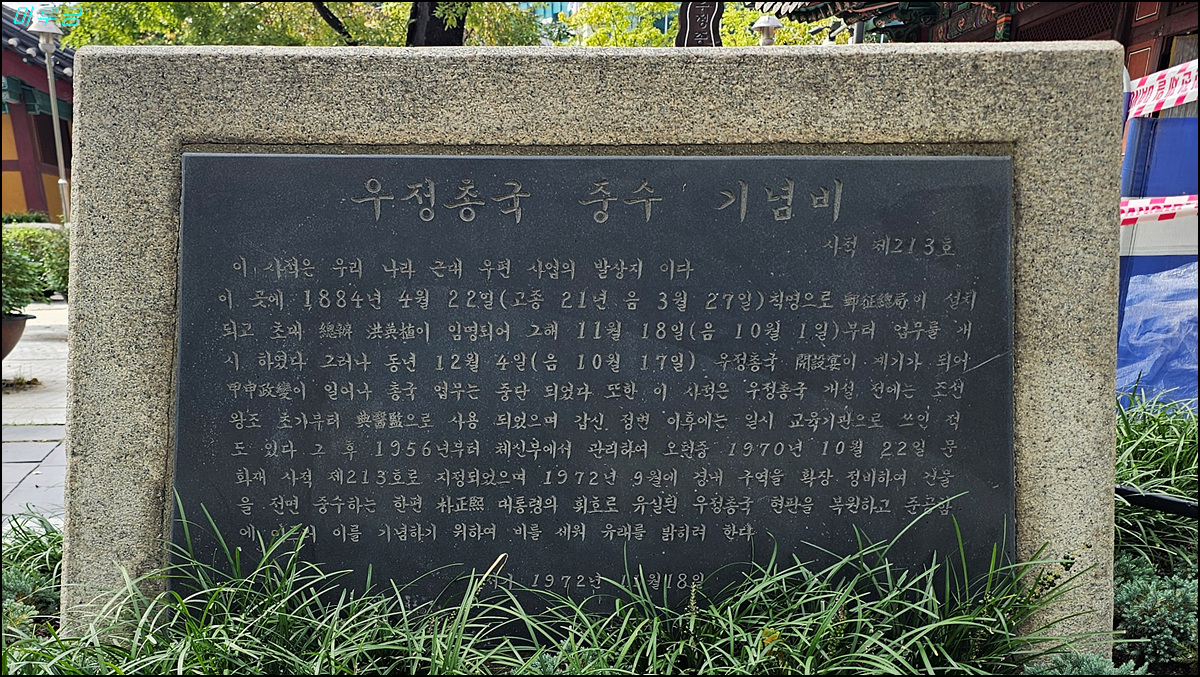 우정총국 중수 기념비
사적 제213호
이 사적은 우리 나라 근대 우편 사업의 발상지 이다
이 곳에 1884년 4월 22일(고종 21년 음 3월 27일)칙명으로 郵征總局이 설치
되고 초대 總辦 洪英植이 임명되어 그해 11월 18일(음 10월 1일)부터 업무를 개
시 하였다 그러나 동년 12월 4일(음 10월 17일) 우정총국 開設宴이 계기가 되어
甲申政變이 일어나 총국 업무는 중단 되었다 또한 이 사적은 우정총국 개설 전에는 조선
왕조 초기부터 典醫監으로 사용 되었으며 갑신 정변 이후에는 일시 교육기관으로 쓰인 적
도 있다 그 후 1956년부터 체신부에서 관리하여 오던중 1970년 10월 22일 문
화재 사적 제213호로 지정되었으며 1972년 9월에 경내 구역을 확장 정비하여 건물
을 전면 중수하는 한편 朴正熙 대통령의 휘호로 유실된 우정총국 현판을 복원하고 준공함
에 이를 기념하기 위하여 비를 세워 유래를 밝히려 한다
1972년 11월18일